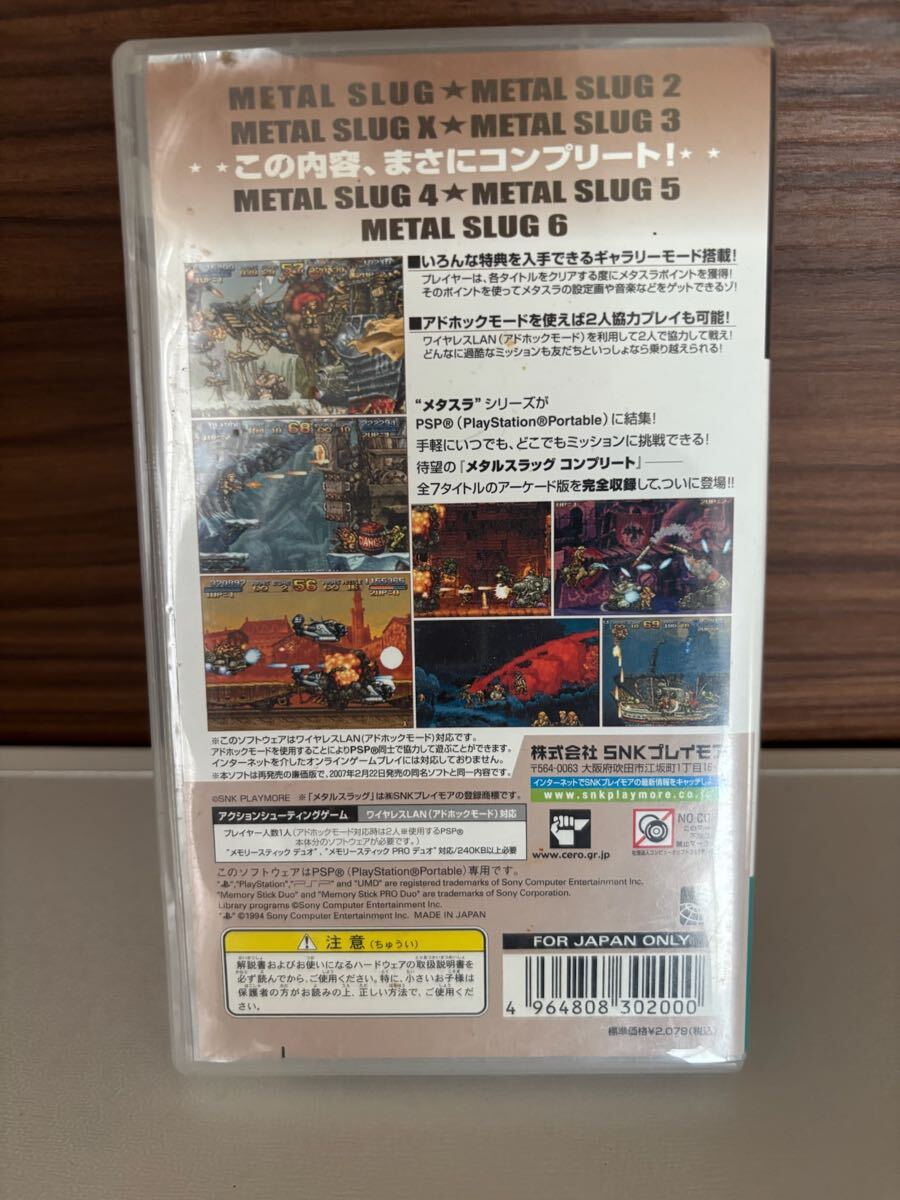 METAL SLUG★METAL SLUG 2
METAL SLUG X★METAL SLUG 3
★ ★この内容、まさにコンプリート!★ ★
METAL SLUG 4★METAL SLUG 5
METAL SLUG 6
■いろんな特典を入手できるギャラリーモード搭載!
プレイヤーは、各タイトルをクリアする度にメタスラポイントを獲得!
そのポイントを使ってメタスラの設定画や音楽などをゲットできるゾ!
■アドホックモードを使えば2人協力プレイも可能!
ワイヤレスLAN(アドホックモード)を利用して2人で協力して戦え!
どんなに過酷なミッションも友だちといっしょなら乗り越えられる!
“メタスラ”シリーズが
PSP®(PlayStation®Portable)に結集!
手軽にいつでも、どこでもミッションに挑戦できる!
待望の『メタルスラッグ コンプリート』――
全7タイトルのアーケード版を完全収録して、ついに登場!!
53
68
DANGER
56
69
※このソフトウェアはワイヤレスLAN(アドホックモード)対応です。
アドホックモードを使用することによりPSP®同士で協力して遊ぶことができます。
インターネットを介したオンラインゲームプレイには対応しておりません。
※本ソフトは再発売の廉価版で、2007年2月22日発売の同名ソフトと同一内容です。
株式会社 SNKプレイモア
〒564-0063 大阪府吹田市江坂町1丁目16
インターネットでSNKプレイモアの最新情報をキャッチしよ
www.snkplaymore.co.j
©SNK PLAYMORE ※「メタルスラッグ」は㈱SNKプレイモアの登録商標です。
アクションシューティングゲーム ワイヤレスLAN(アドホックモード)対応
プレイヤー人数1人(アドホックモード対応時は2人※使用するPSP®
本体分のソフトウェアが必要です。)
“メモリースティック デュオ”、“メモリースティック PRO デュオ”対応/240KB以上必要
www.cero.gr.jp
NO CO
このソフトウェアはPSP®(PlayStation®Portable)専用です。
","PlayStation","PSP" and "UMD" are registered trademarks of Sony Computer Entertainment Inc.
"Memory Stick Duo" and "Memory Stick PRO Duo" are trademarks of Sony Corporation.
Library programs ©Sony Computer Entertainment Inc.
" " ©1994 Sony Computer Entertainment Inc. MADE IN JAPAN
注意(ちゅうい)
解説書およびお使いになるハードウェアの取扱説明書を
必ず読んでから、ご使用ください。特に、小さいお子様は
保護者の方がお読みの上、正しい方法で、ご使用ください。
FOR JAPAN ONLY
4 964808 302000
標準価格¥2,079(税込)